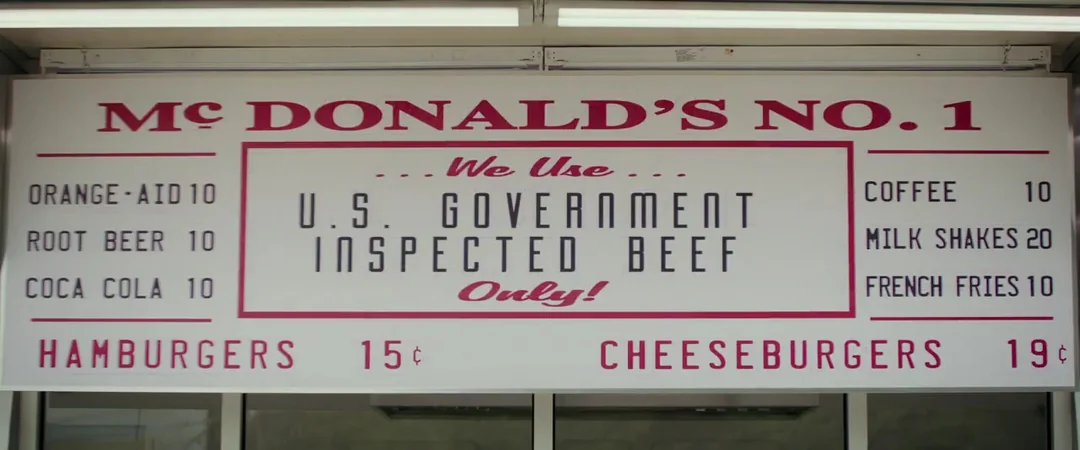 McDONALD'S NO. 1
ORANGE-AID 10
ROOT BEER 10
COCA COLA 10
...We Use...
U.S. GOVERNMENT
INSPECTED BEEF
Only!
COFFEE 10
MILK SHAKES 20
FRENCH FRIES 10
HAMBURGERS 15¢
CHEESEBURGERS 19¢